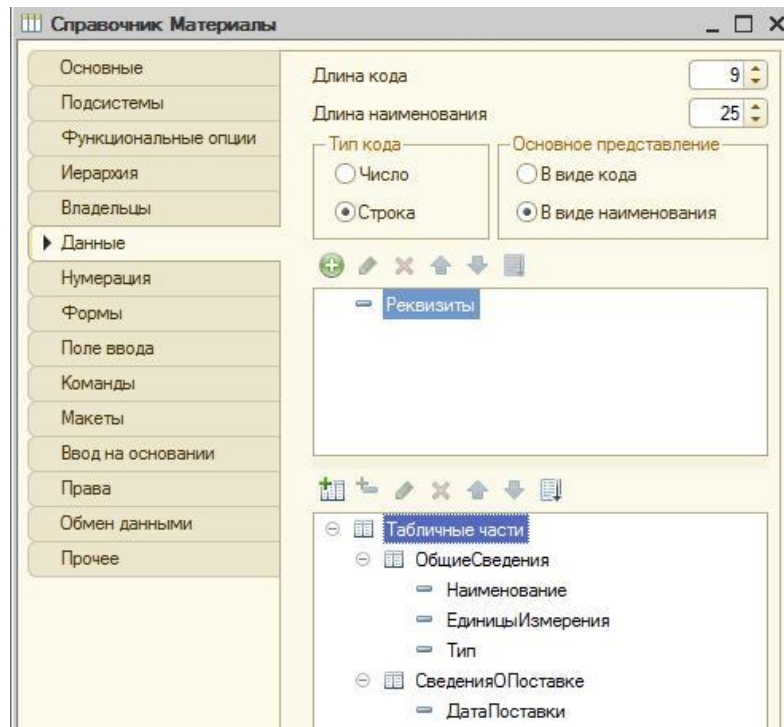 Справочник Материалы
Основные
Подсистемы
Функциональные опции
Иерархия
Владельцы
Данные
Нумерация
Формы
Поле ввода
Команды
Макеты
Ввод на основании
Права
Обмен данными
Прочее
Длина кода 9
Длина наименования 25
Тип кода
Число
Строка
Основное представление
В виде кода
В виде наименования
Реквизиты
Табличные части
ОбщиеСведения
Наименование
ЕдиницыИзмерения
Тип
СведенияОПоставке
ДатаПоставки